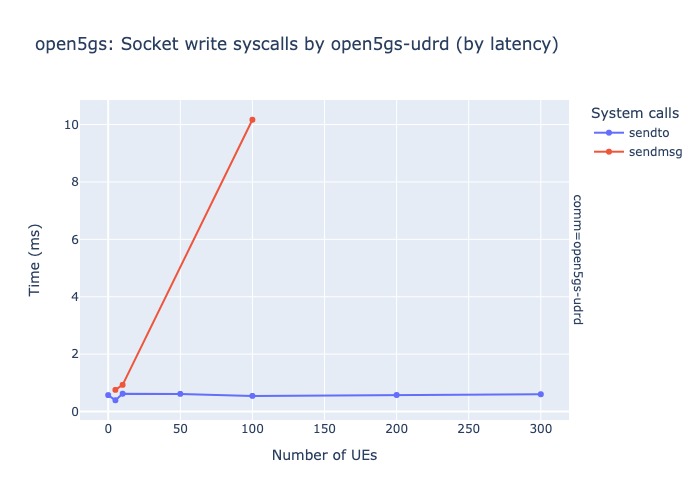 open5gs: Socket write syscalls by open5gs-udrd (by latency)
System calls
sendto
sendmsg
10
8
6
4
2
0
Time (ms)
comm=open5gs-udrd
0
50
100
150
200
250
300
Number of UEs